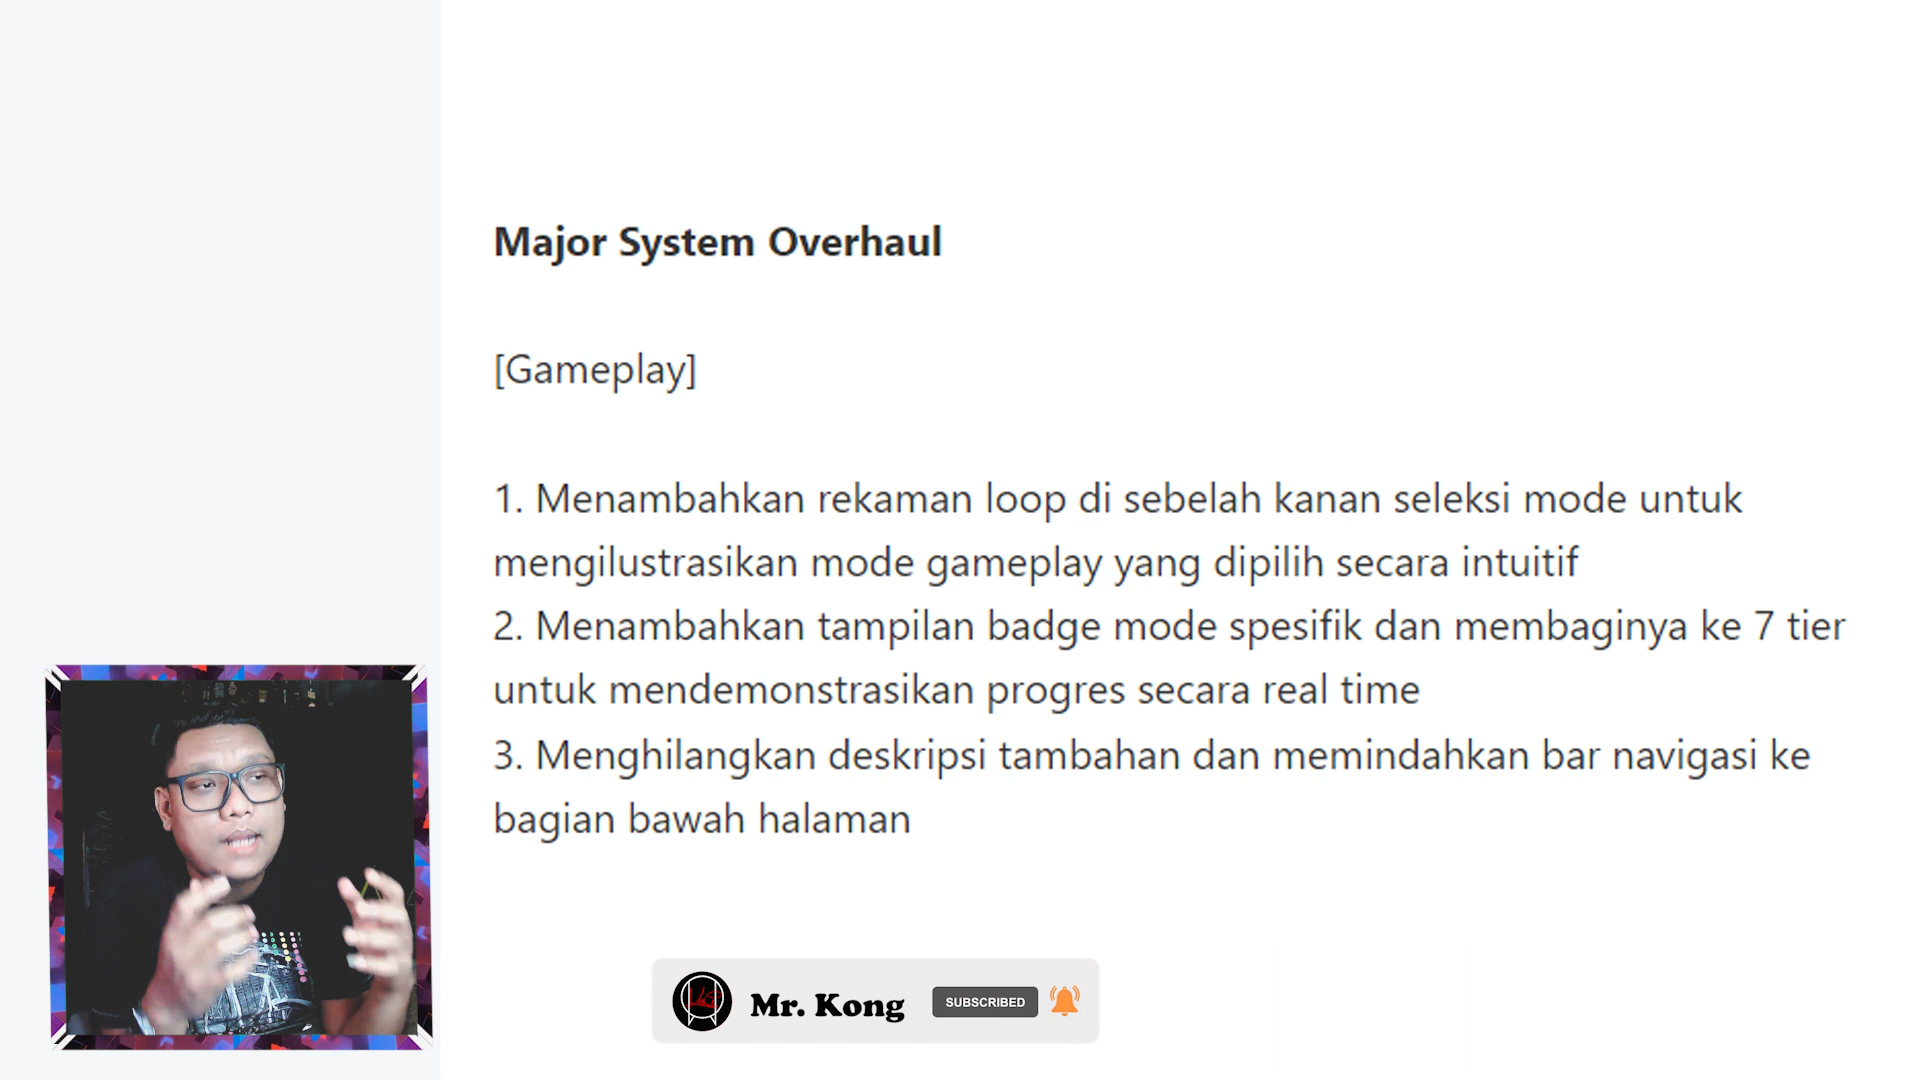 Major System Overhaul
[Gameplay]
1. Menambahkan rekaman loop di sebelah kanan seleksi mode untuk
mengilustrasikan mode gameplay yang dipilih secara intuitif
2. Menambahkan tampilan badge mode spesifik dan membaginya ke 7 tier
untuk mendemonstrasikan progres secara real time
3. Menghilangkan deskripsi tambahan dan memindahkan bar navigasi ke
bagian bawah halaman
Mr. Kong
SUBSCRIBED